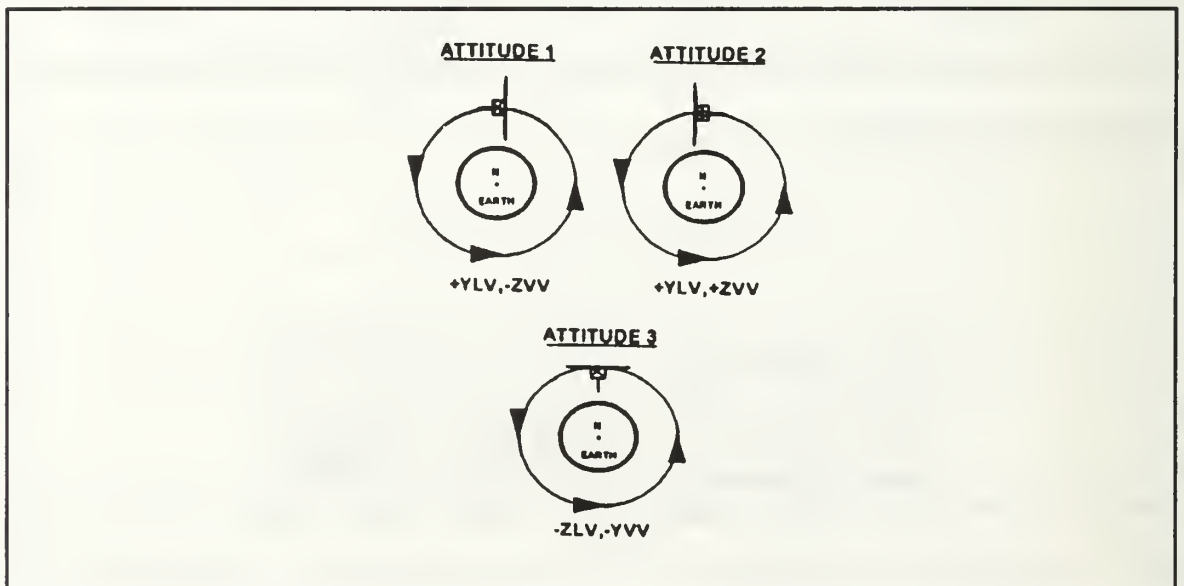 ATTITUDE 1 ATTITUDE 2
N N
EARTH EARTH
+YLV,-ZVV +YLV,+ZVV
ATTITUDE 3
N
EARTH
-ZLV,-YVV